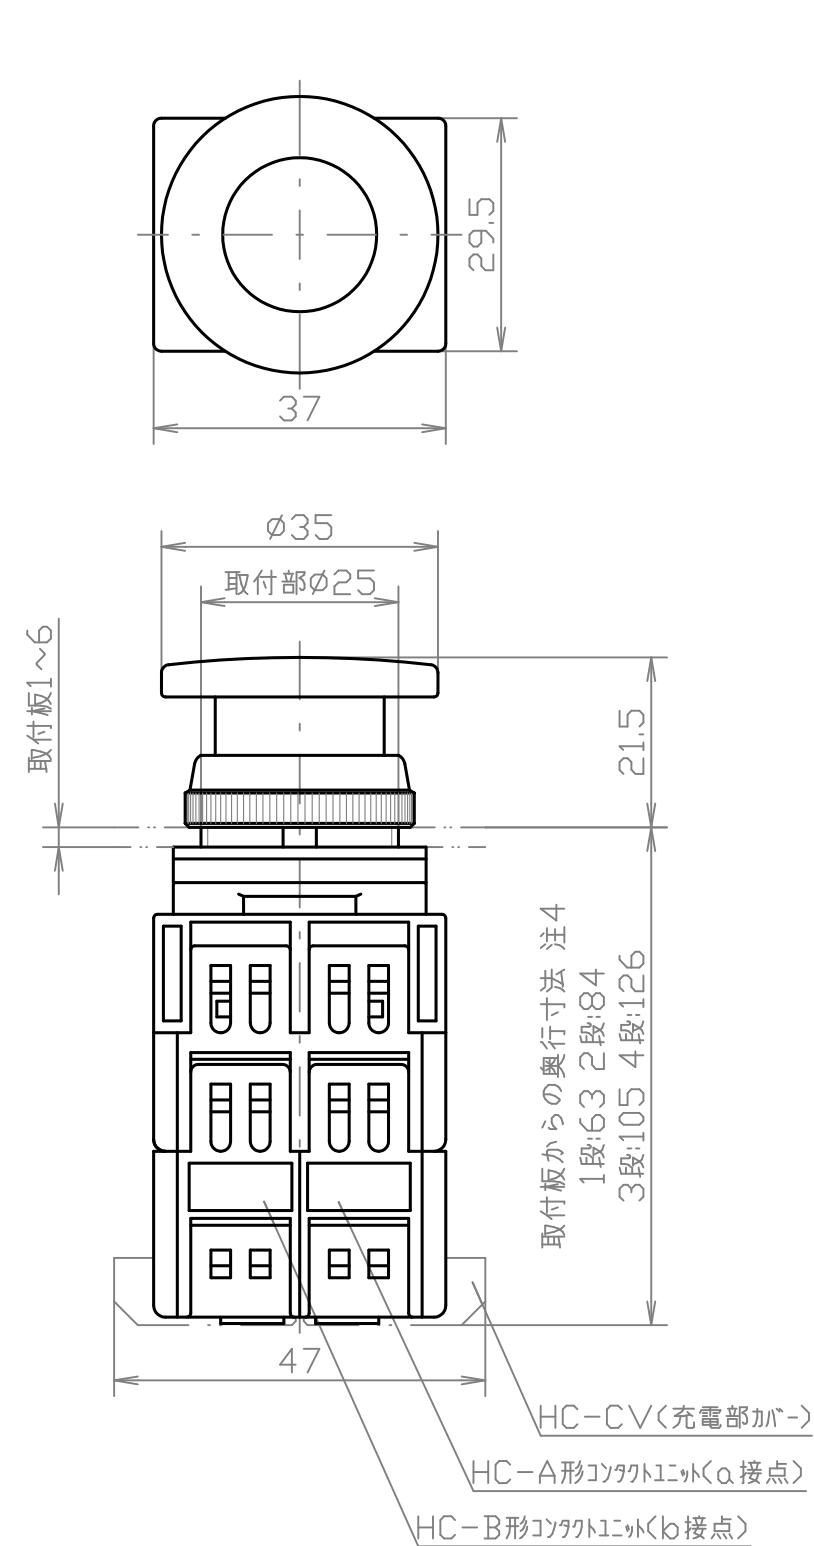 29.5
37
ø35
取付部ø25
取付板1～6
21.5
取付板からの奥行寸法 注4
1段:63 2段:84
3段:105 4段:126
47
HC-CV(充電部ｶﾊﾞｰ)
HC-A形ｺﾝﾀｸﾄﾕﾆｯﾄ(a接点)
HC-B形ｺﾝﾀｸﾄﾕﾆｯﾄ(b接点)